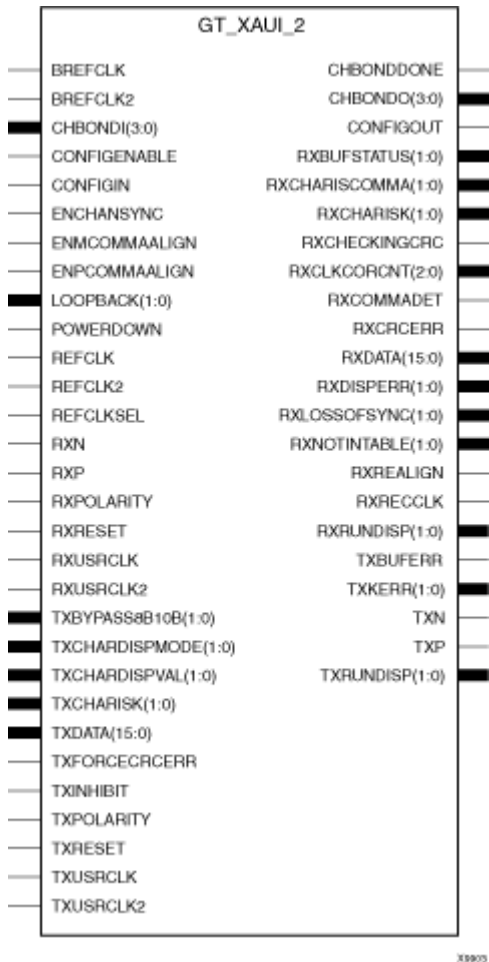 GT_XAUI_2
BREFCLK CHBONDDONE
BREFCLK2 CHBONDO(3:0)
CHBONDI(3:0) CONFIGOUT
CONFIGENABLE RXBUFSTATUS(1:0)
CONFIGIN RXCHARISCOMMA(1:0)
ENCHANSYNC RXCHARISK(1:0)
ENMCOMMAALIGN RXCHECKINGCRC
ENPCOMMAALIGN RXCLKCORCNT(2:0)
LOOPBACK(1:0) RXCOMMADET
POWERDOWN RXCRCERR
REFCLK RXDATA(15:0)
REFCLK2 RXDISPERR(1:0)
REFCLKSEL RXLOSSOFSYNC(1:0)
RXN RXNOTINTABLE(1:0)
RXP RXREALIGN
RXPOLARITY RXRECCLK
RXRESET RXRUNDISP(1:0)
RXUSRCLK TXBUFERR
RXUSRCLK2 TXKERR(1:0)
TXBYPASS8B10B(1:0) TXN
TXCHARDISPMODE(1:0) TXP
TXCHARDISPVAL(1:0) TXRUNDISP(1:0)
TXCHARISK(1:0)
TXDATA(15:0)
TXFORCECRCERR
TXINHIBIT
TXPOLARITY
TXRESET
TXUSRCLK
TXUSRCLK2